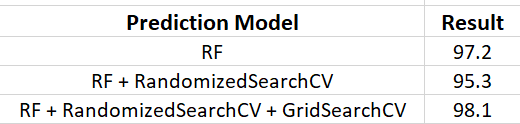 Prediction Model Result
RF 97.2
RF + RandomizedSearchCV 95.3
RF + RandomizedSearchCV + GridSearchCV 98.1